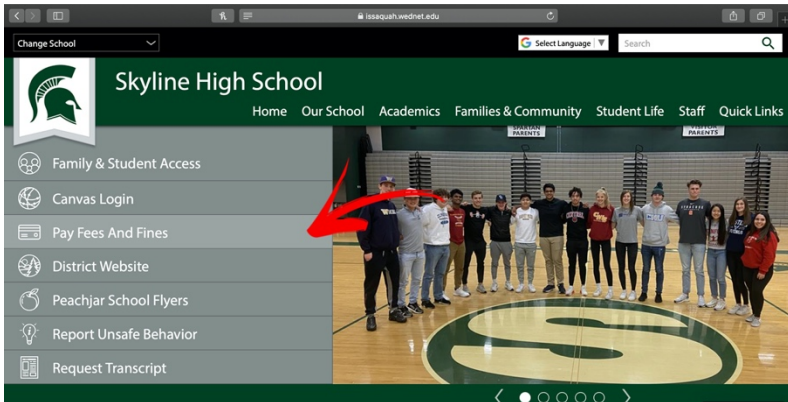 issaquah.wednet.edu
Change School
Select Language
Search
Skyline High School
Home Our School Academics Families & Community Student Life Staff Quick Links
Family & Student Access
Canvas Login
Pay Fees And Fines
District Website
Peachjar School Flyers
Report Unsafe Behavior
Request Transcript
SPARTAN
PARENTS
PARENTS
S